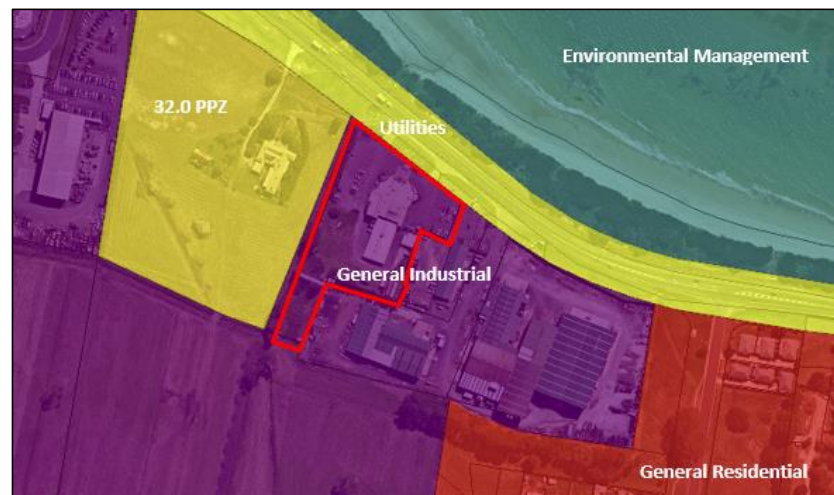 Environmental Management
32.0 PPZ
Utilities
General Industrial
General Residential